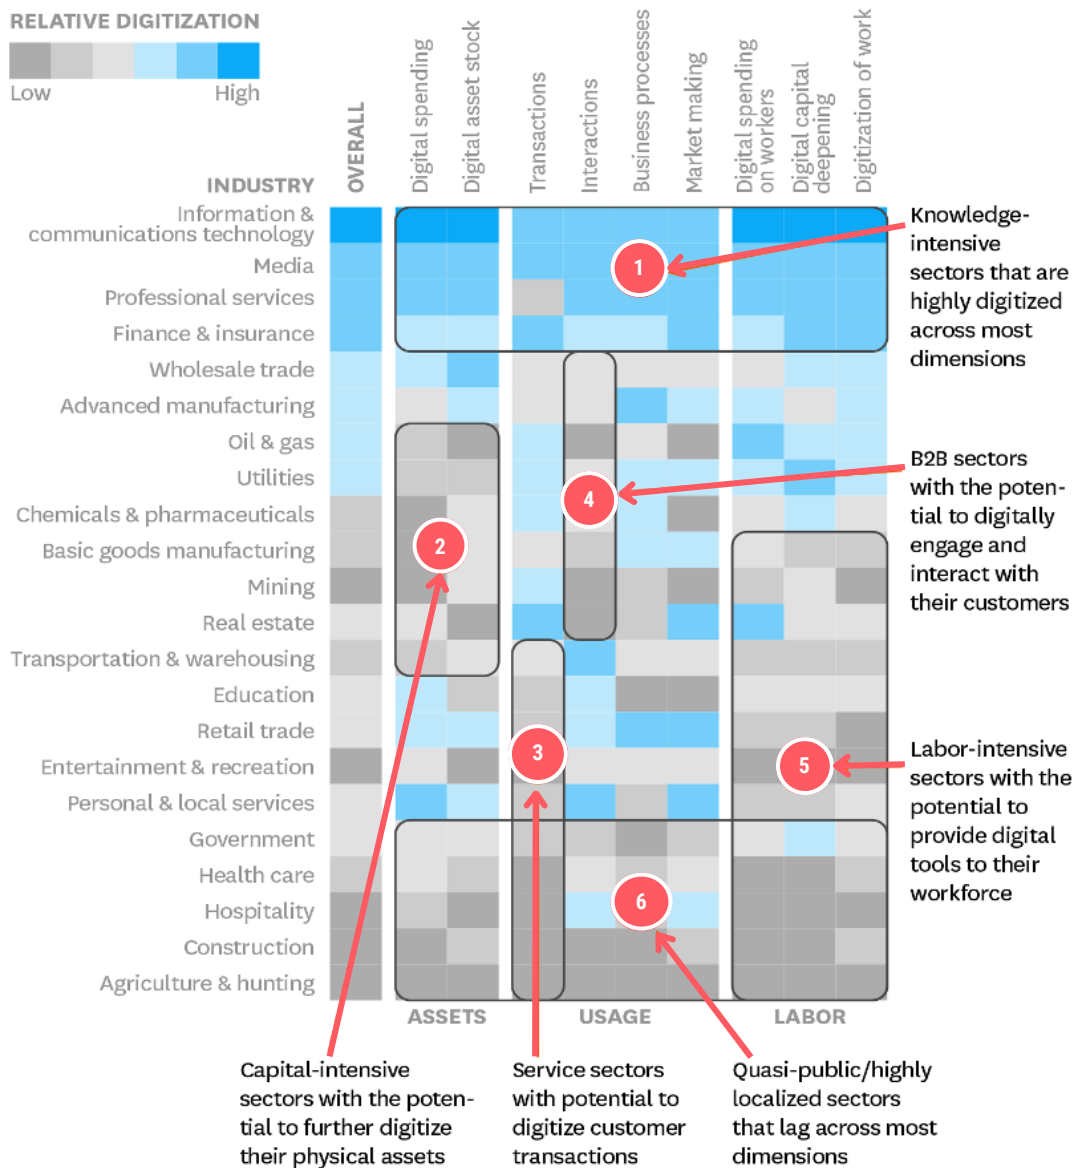 RELATIVE DIGITIZATION
Low
High
INDUSTRY
OVERALL
Digital spending
Digital asset stock
Transactions
Interactions
Business processes
Market making
Digital spending
on workers
Digital capital
deepening
Digitization of work
Information &
communications technology
Media
Professional services
Finance & insurance
Wholesale trade
Advanced manufacturing
Oil & gas
Utilities
Chemicals & pharmaceuticals
Basic goods manufacturing
Mining
Real estate
Transportation & warehousing
Education
Retail trade
Entertainment & recreation
Personal & local services
Government
Health care
Hospitality
Construction
Agriculture & hunting
1
2
3
4
5
6
Knowledge-
intensive
sectors that are
highly digitized
across most
dimensions
B2B sectors
with the poten-
tial to digitally
engage and
interact with
their customers
Labor-intensive
sectors with the
potential to
provide digital
tools to their
workforce
ASSETS
USAGE
LABOR
Capital-intensive
sectors with the poten-
tial to further digitize
their physical assets
Service sectors
with potential to
digitize customer
transactions
Quasi-public/highly
localized sectors
that lag across most
dimensions